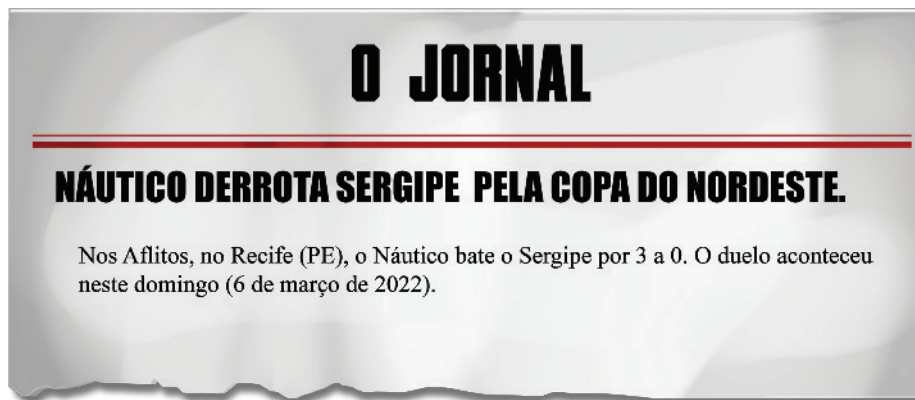 O JORNAL
NÁUTICO DERROTA SERGIPE PELA COPA DO NORDESTE.
Nos Aflitos, no Recife (PE), o Náutico bate o Sergipe por 3 a 0. O duelo aconteceu
neste domingo (6 de março de 2022).